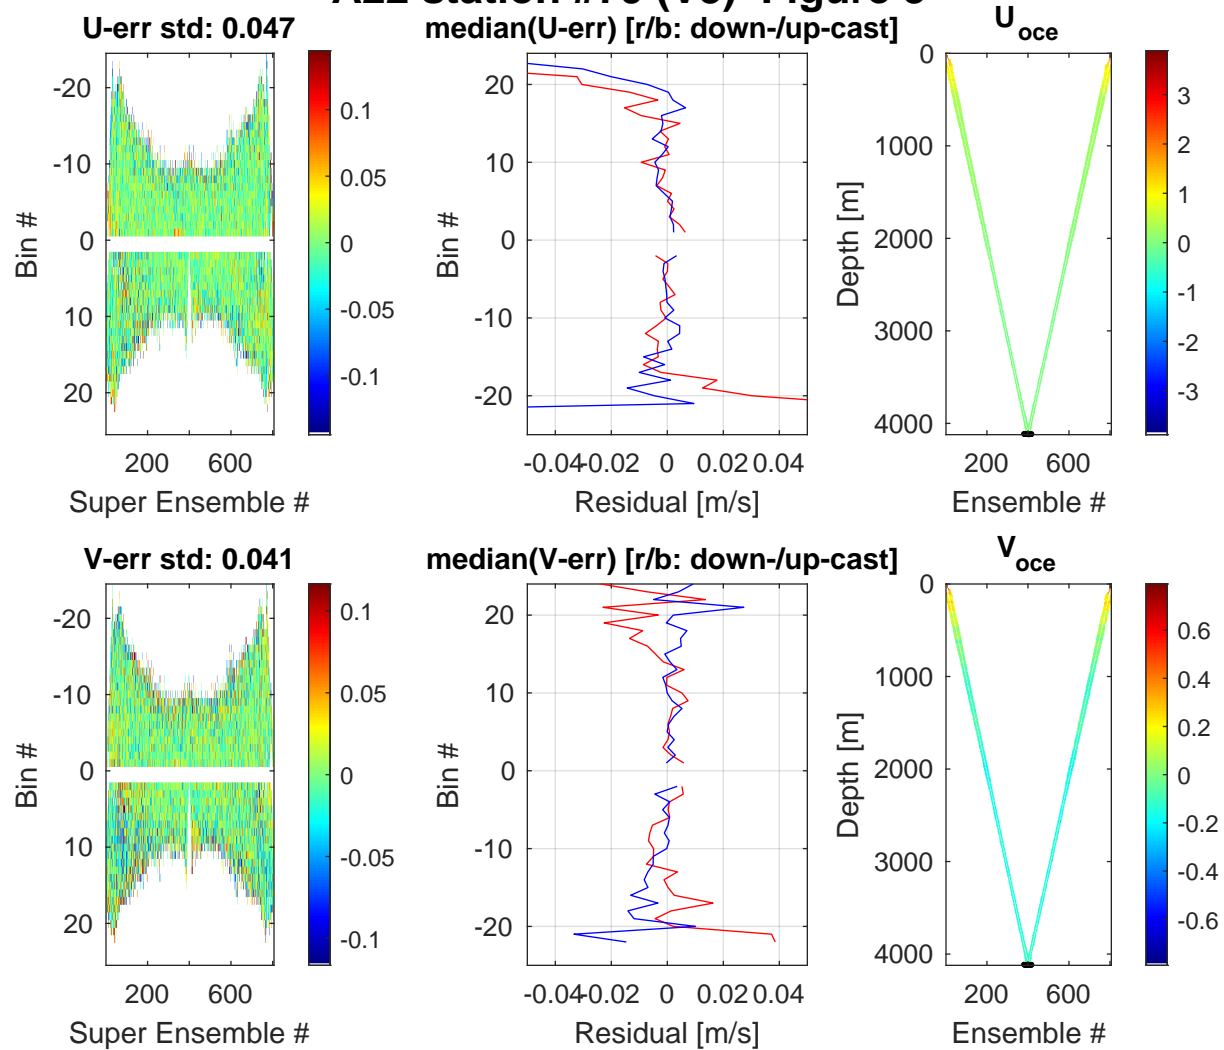 U-err std: 0.047
median(U-err) [r/b: down-/up-cast]
U_oce
-20
-10
0
10
20
Bin #
200 600
Super Ensemble #
0.1
0.05
0
-0.05
-0.1
20
10
0
-10
-20
Bin #
-0.04 -0.02 0 0.02 0.04
Residual [m/s]
0
1000
2000
3000
4000
Depth [m]
200 600
Ensemble #
3
2
1
0
-1
-2
-3
V-err std: 0.041
median(V-err) [r/b: down-/up-cast]
V_oce
-20
-10
0
10
20
Bin #
200 600
Super Ensemble #
0.1
0.05
0
-0.05
-0.1
20
10
0
-10
-20
Bin #
-0.04 -0.02 0 0.02 0.04
Residual [m/s]
0
1000
2000
3000
4000
Depth [m]
200 600
Ensemble #
0.6
0.4
0.2
0
-0.2
-0.4
-0.6